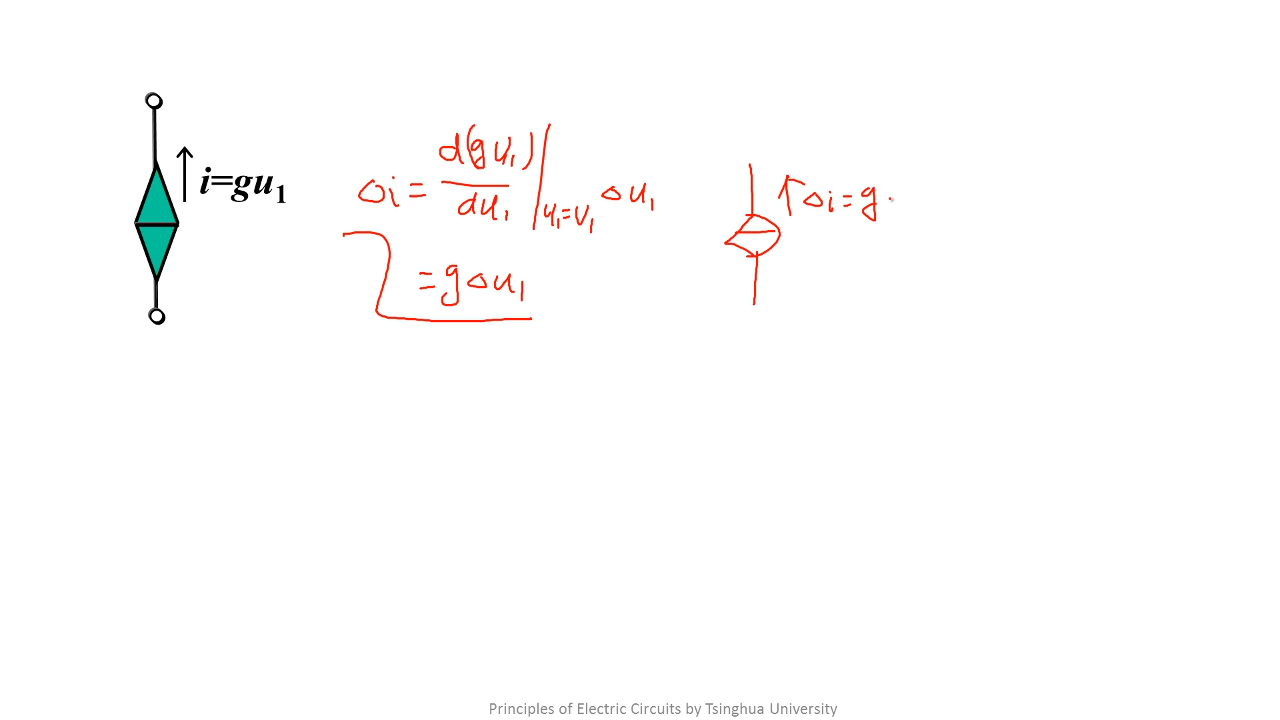 i=gu₁
Δi = d(gu₁)/du₁ |u₁=U₁ Δu₁
= gΔu₁
Δi = g
Principles of Electric Circuits by Tsinghua University